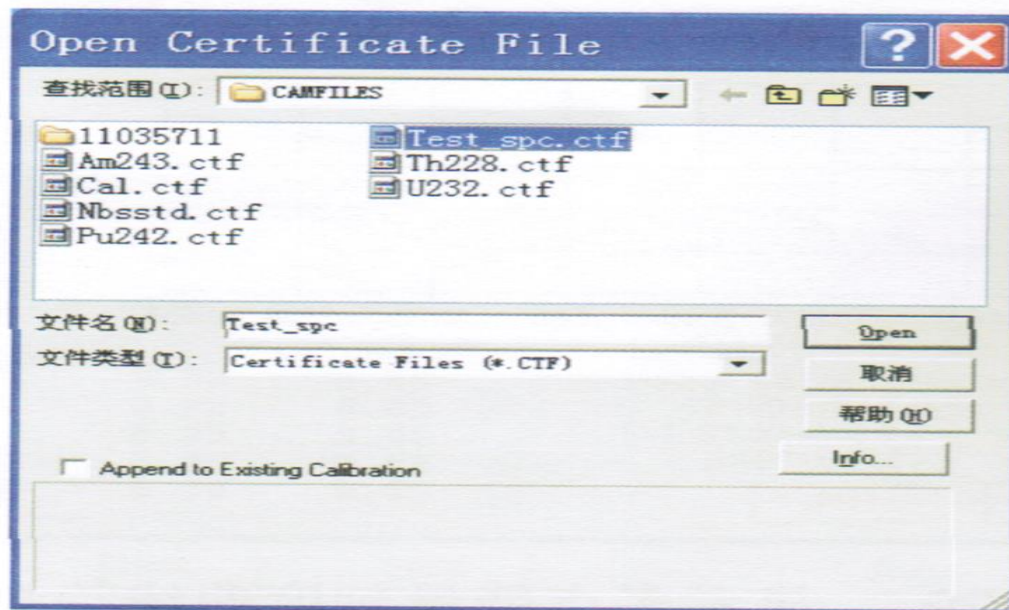 Open Certificate File
查找范围(I): CAMFILES
11035711
Am243.ctf
Cal.ctf
Nbsstd.ctf
Pu242.ctf
Test_spc.ctf
Th228.ctf
U232.ctf
文件名(N): Test_spc
Open
文件类型(T): Certificate Files (*.CTF)
取消
帮助(H)
Append to Existing Calibration
Info...